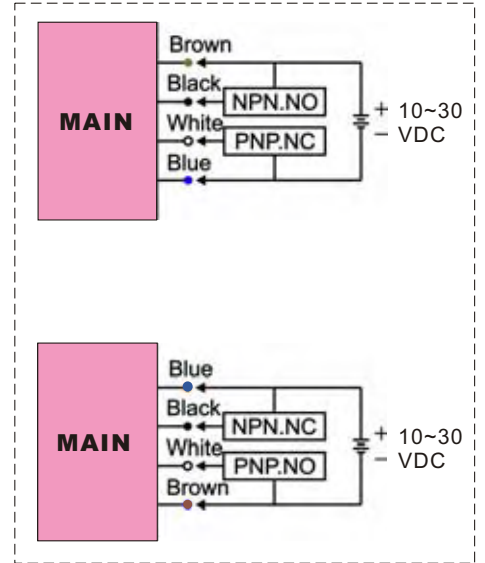 Brown
Black
NPN.NO
MAIN
White
PNP.NC
+ 10~30
− VDC
Blue
Blue
Black
NPN.NC
MAIN
White
PNP.NO
+ 10~30
− VDC
Brown